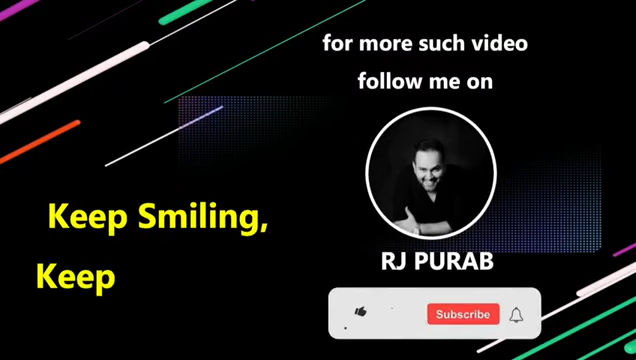 for more such video
follow me on
Keep Smiling,
Keep
RJ PURAB
Subscribe